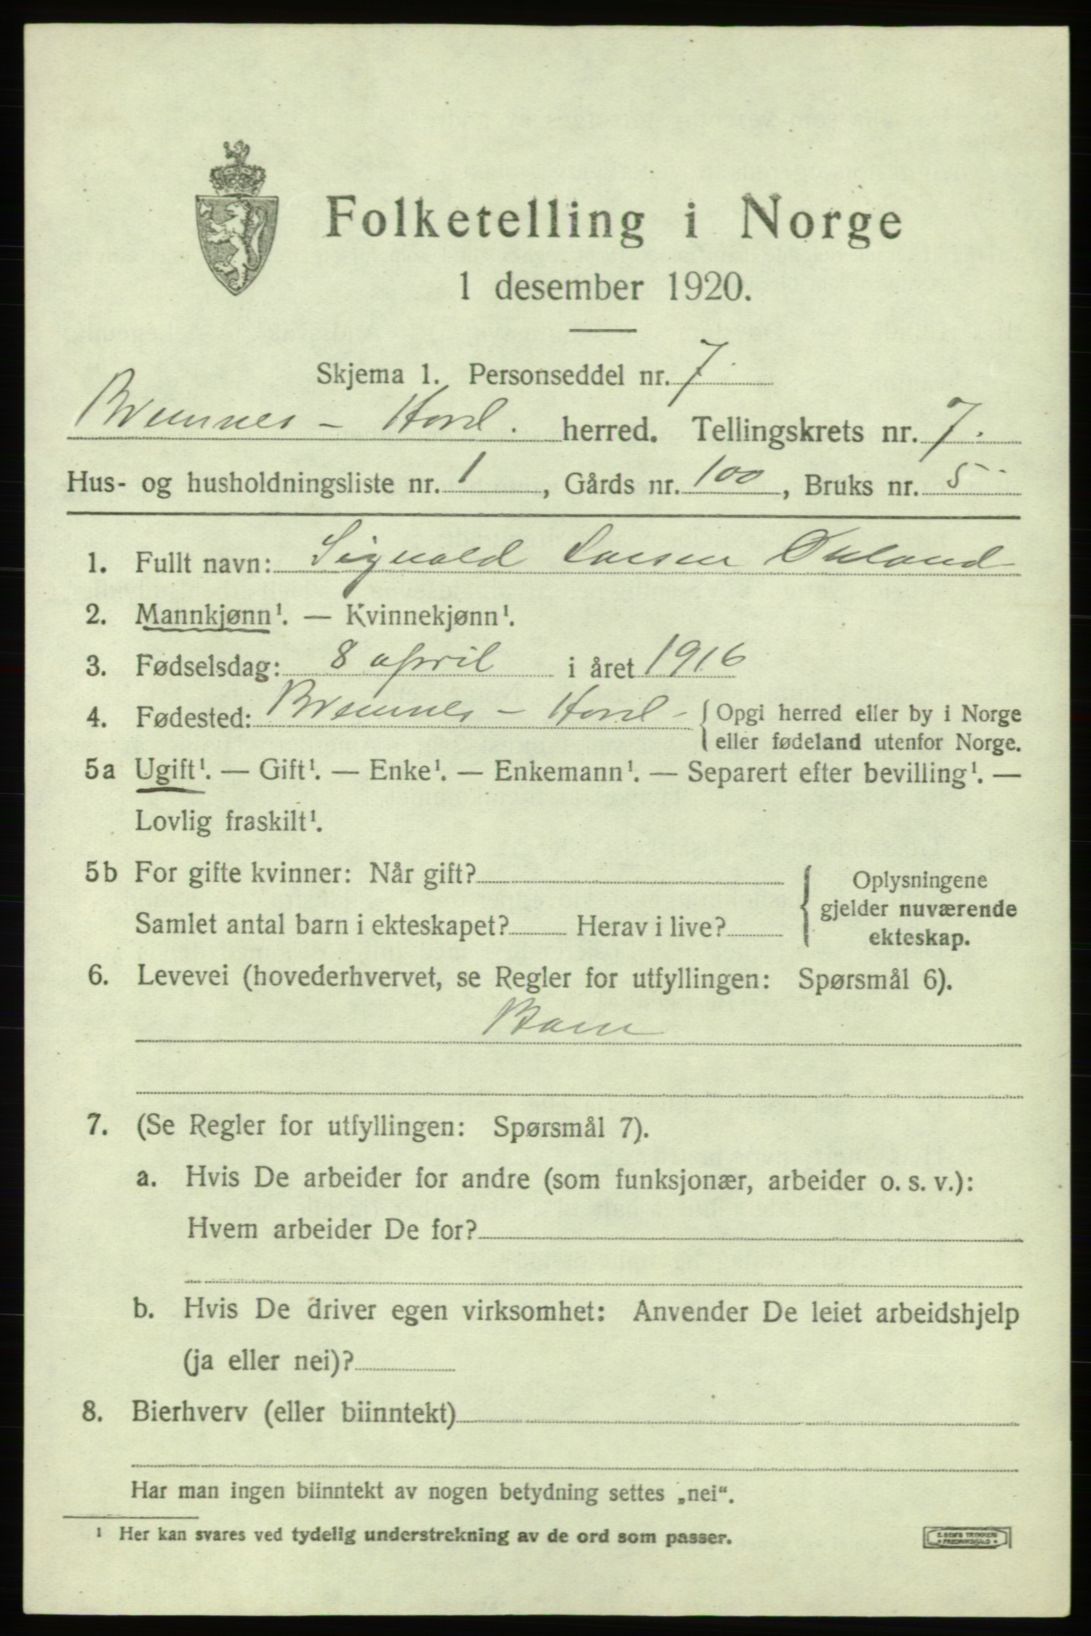 Folketelling i Norge
1 desember 1920.
Skjema 1. Personseddel nr. 7.
Bremnes - Hord. herred. Tellingskrets nr. 7.
Hus- og husholdningsliste nr. 1, Gårds nr. 100, Bruks nr. 5
1. Fullt navn: Sigvald Larsen
2. Mannkjønn¹. — Kvinnekjønn¹.
3. Fødselsdag: 8 april i året 1916
4. Fødested: Bremnes - Hord - { Opgi herred eller by i Norge
eller fødeland utenfor Norge.
5a Ugift¹. — Gift¹. — Enke¹. — Enkemann¹. — Separert efter bevilling¹. —
Lovlig fraskilt¹.
5b For gifte kvinner: Når gift?
Samlet antal barn i ekteskapet? Herav i live?
{ Oplysningene
gjelder nuværende
ekteskap.
6. Levevei (hovederhvervet, se Regler for utfyllingen: Spørsmål 6).
Barn
7. (Se Regler for utfyllingen: Spørsmål 7).
a. Hvis De arbeider for andre (som funksjonær, arbeider o. s. v.):
Hvem arbeider De for?
b. Hvis De driver egen virksomhet: Anvender De leiet arbeidshjelp
(ja eller nei)?
8. Bierhverv (eller biinntekt)
Har man ingen biinntekt av nogen betydning settes „nei“.
¹ Her kan svares ved tydelig understrekning av de ord som passer.